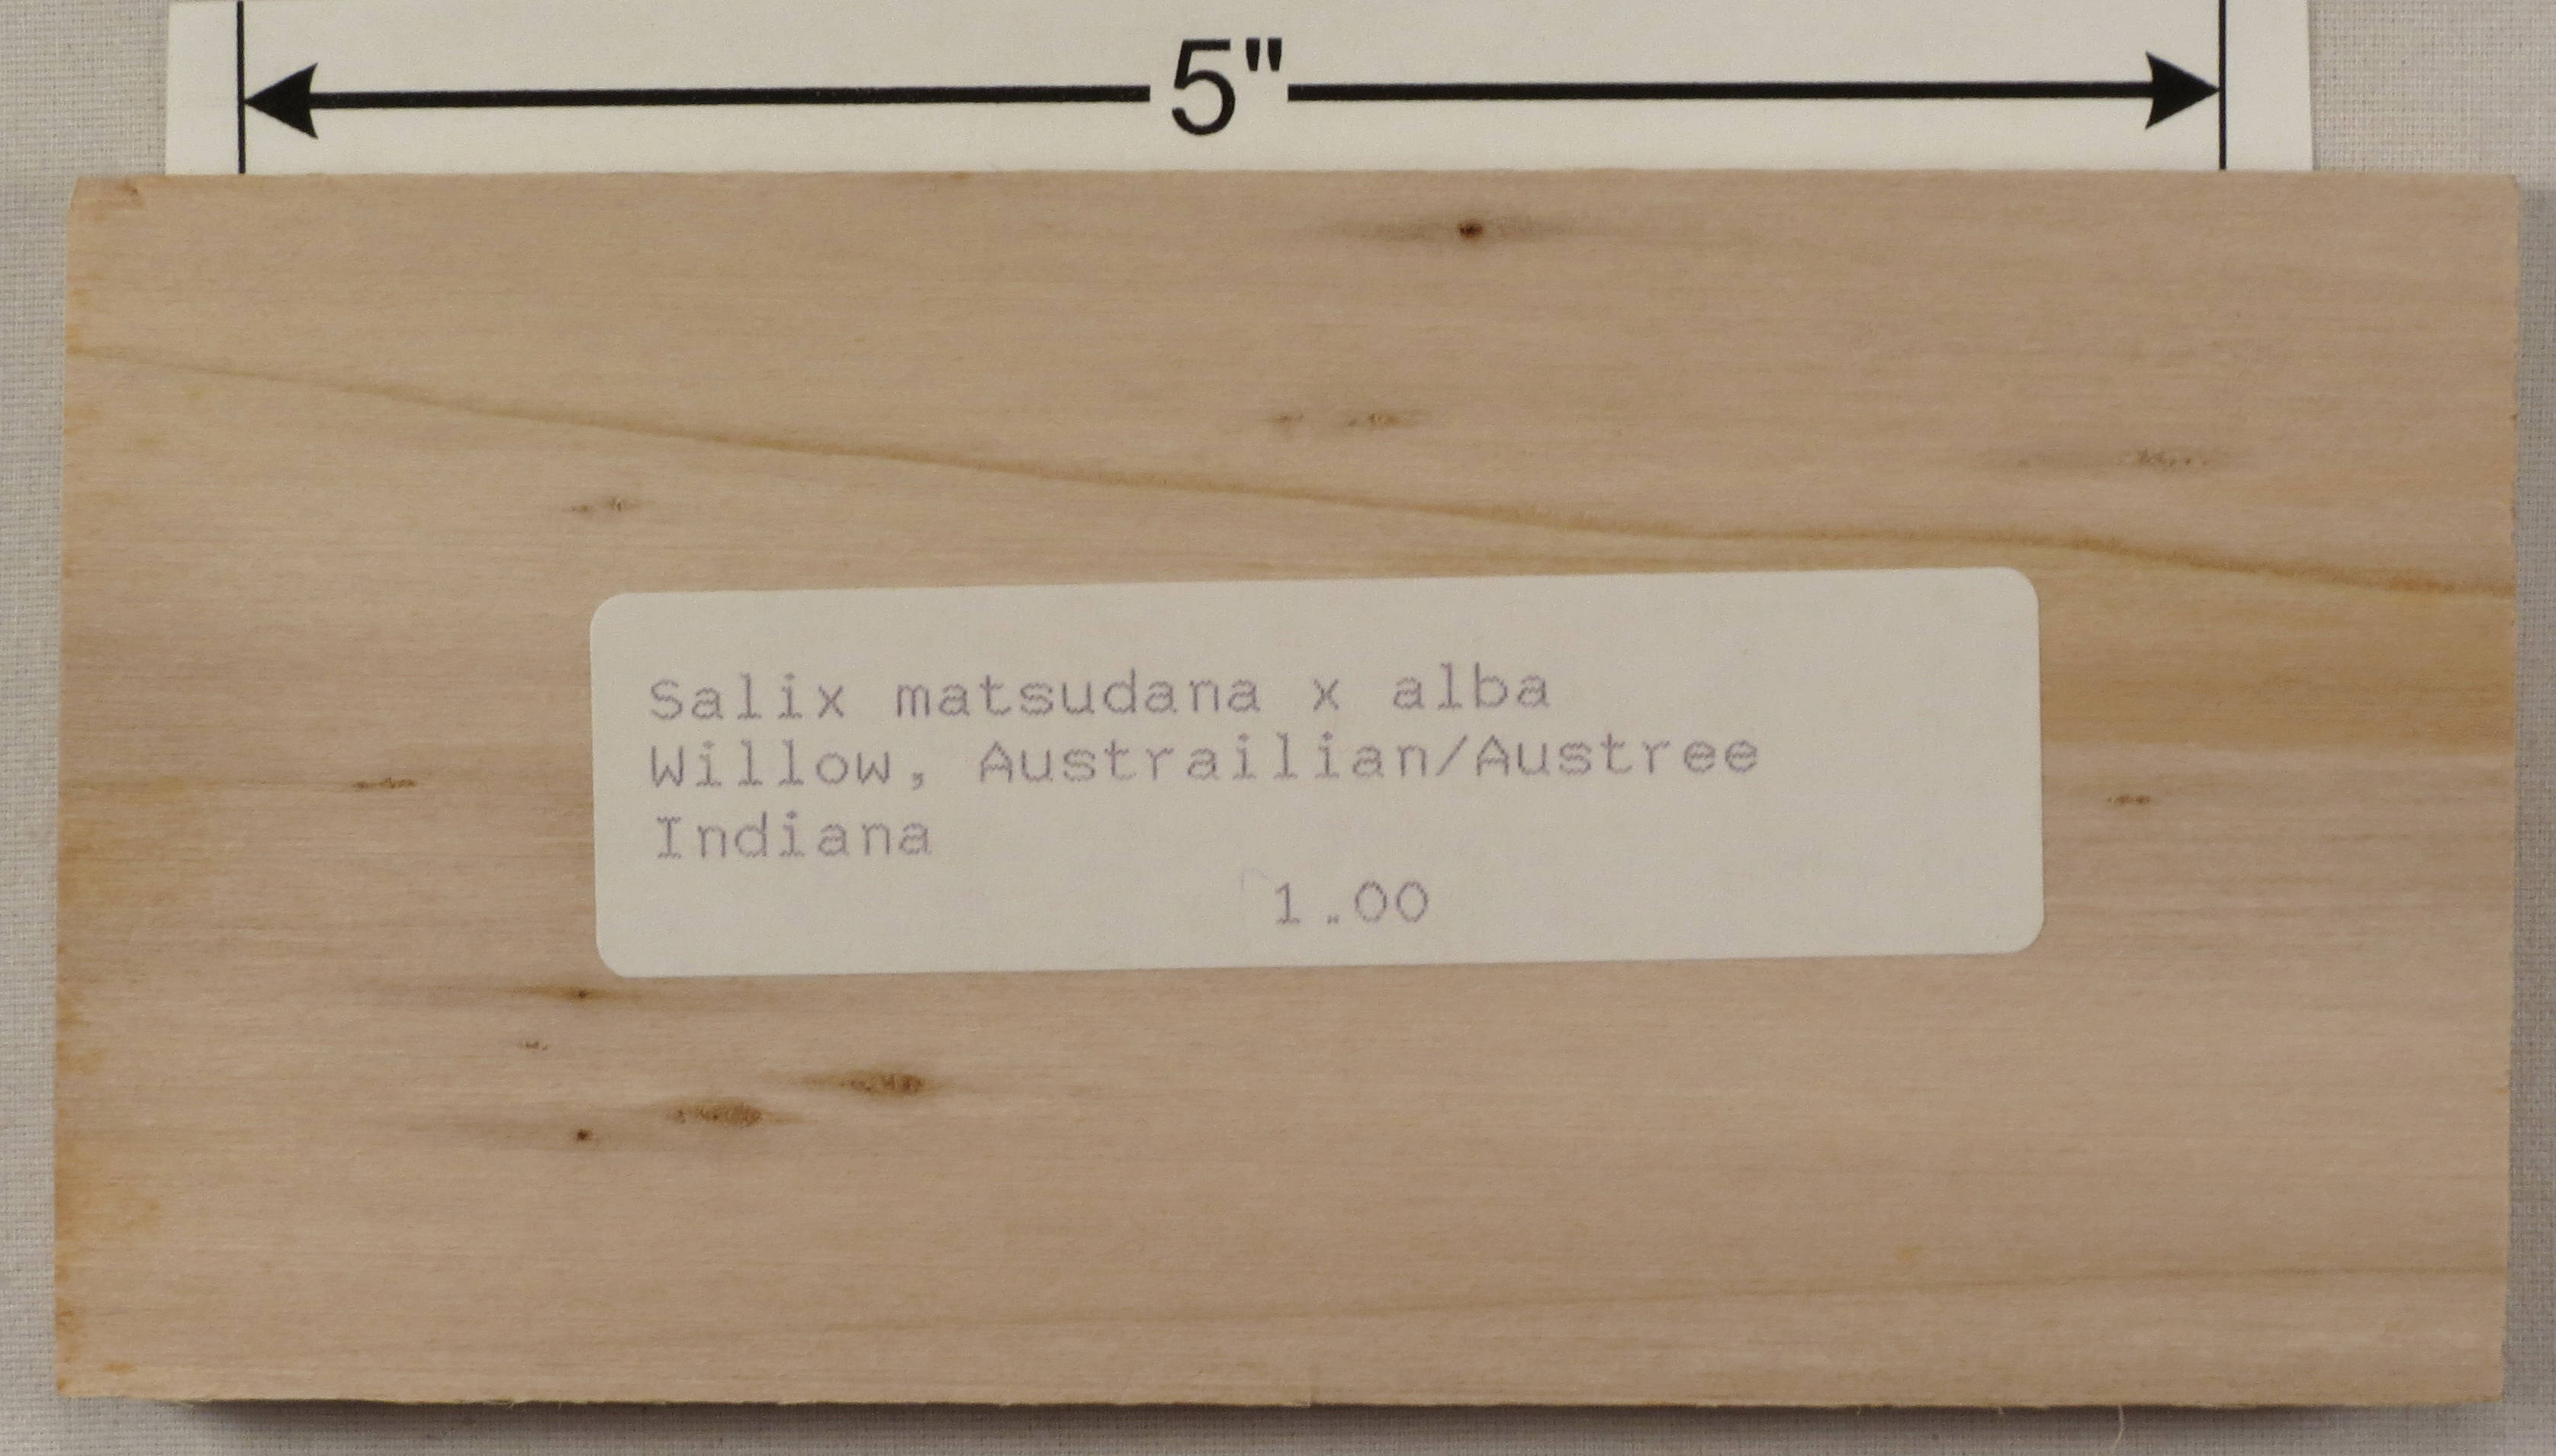 5"
Salix matsudana x alba
Willow, Austrailian/Austree
Indiana
1.00